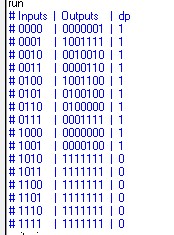 run
# Inputs | Outputs | dp
# 0000 | 0000001 | 1
# 0001 | 1001111 | 1
# 0010 | 0010010 | 1
# 0011 | 0000110 | 1
# 0100 | 1001100 | 1
# 0101 | 0100100 | 1
# 0110 | 0100000 | 1
# 0111 | 0001111 | 1
# 1000 | 0000000 | 1
# 1001 | 0000100 | 1
# 1010 | 1111111 | 0
# 1011 | 1111111 | 0
# 1100 | 1111111 | 0
# 1101 | 1111111 | 0
# 1110 | 1111111 | 0
# 1111 | 1111111 | 0